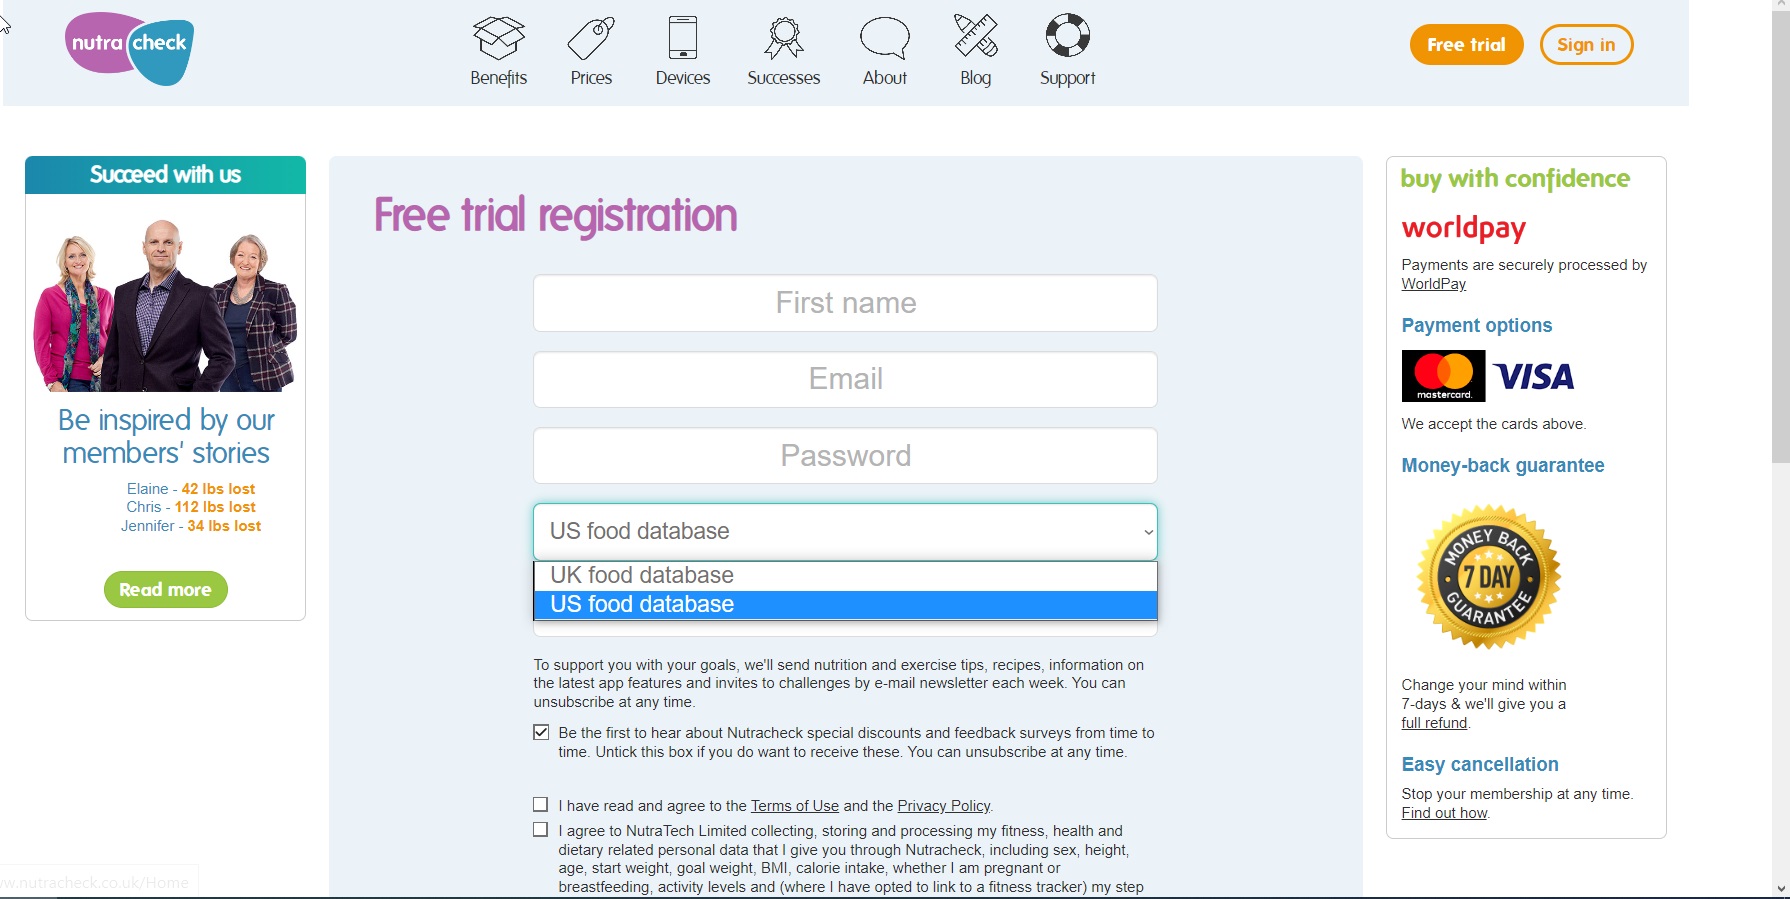 nutra check
Benefits
Prices
Devices
Successes
About
Blog
Support
Free trial
Sign in
Succeed with us
Be inspired by our
members' stories
Elaine - 42 lbs lost
Chris - 112 lbs lost
Jennifer - 34 lbs lost
Read more
Free trial registration
First name
Email
Password
US food database
UK food database
US food database
To support you with your goals, we'll send nutrition and exercise tips, recipes, information on
the latest app features and invites to challenges by e-mail newsletter each week. You can
unsubscribe at any time.
Be the first to hear about Nutracheck special discounts and feedback surveys from time to
time. Untick this box if you do want to receive these. You can unsubscribe at any time.
I have read and agree to the Terms of Use and the Privacy Policy.
I agree to NutraTech Limited collecting, storing and processing my fitness, health and
dietary related personal data that I give you through Nutracheck, including sex, height,
age, start weight, goal weight, BMI, calorie intake, whether I am pregnant or
breastfeeding, activity levels and (where I have opted to link to a fitness tracker) my step
buy with confidence
worldpay
Payments are securely processed by
WorldPay
Payment options
mastercard.
VISA
We accept the cards above.
Money-back guarantee
MONEY BACK
7 DAY
GUARANTEE
Change your mind within
7-days & we'll give you a
full refund.
Easy cancellation
Stop your membership at any time.
Find out how.
w.nutracheck.co.uk/Home